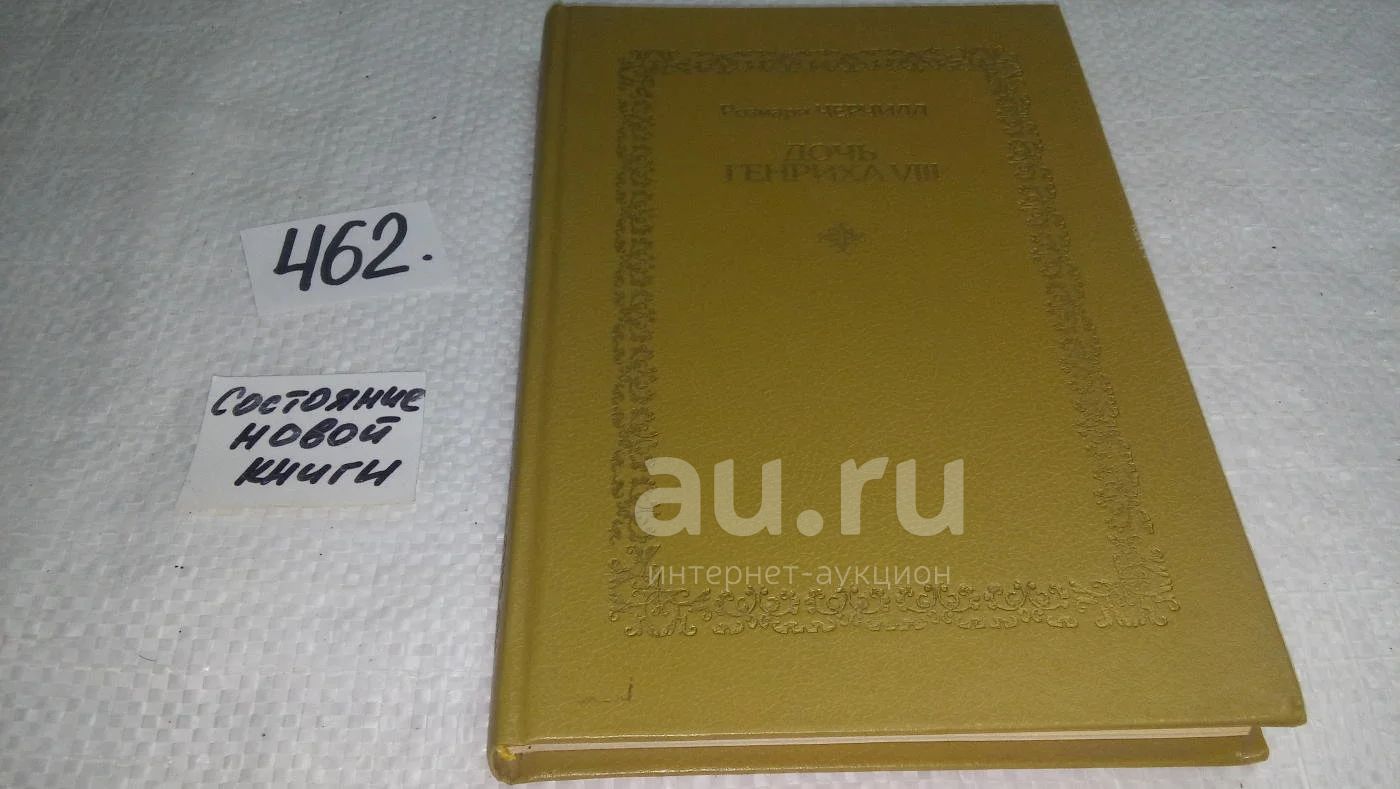 Розмари ЧЕРЧИЛЛ
ДОЧЬ
ГЕНРИХА VIII
462.
Состояние
новой
книги
au.ru
интернет-аукцион